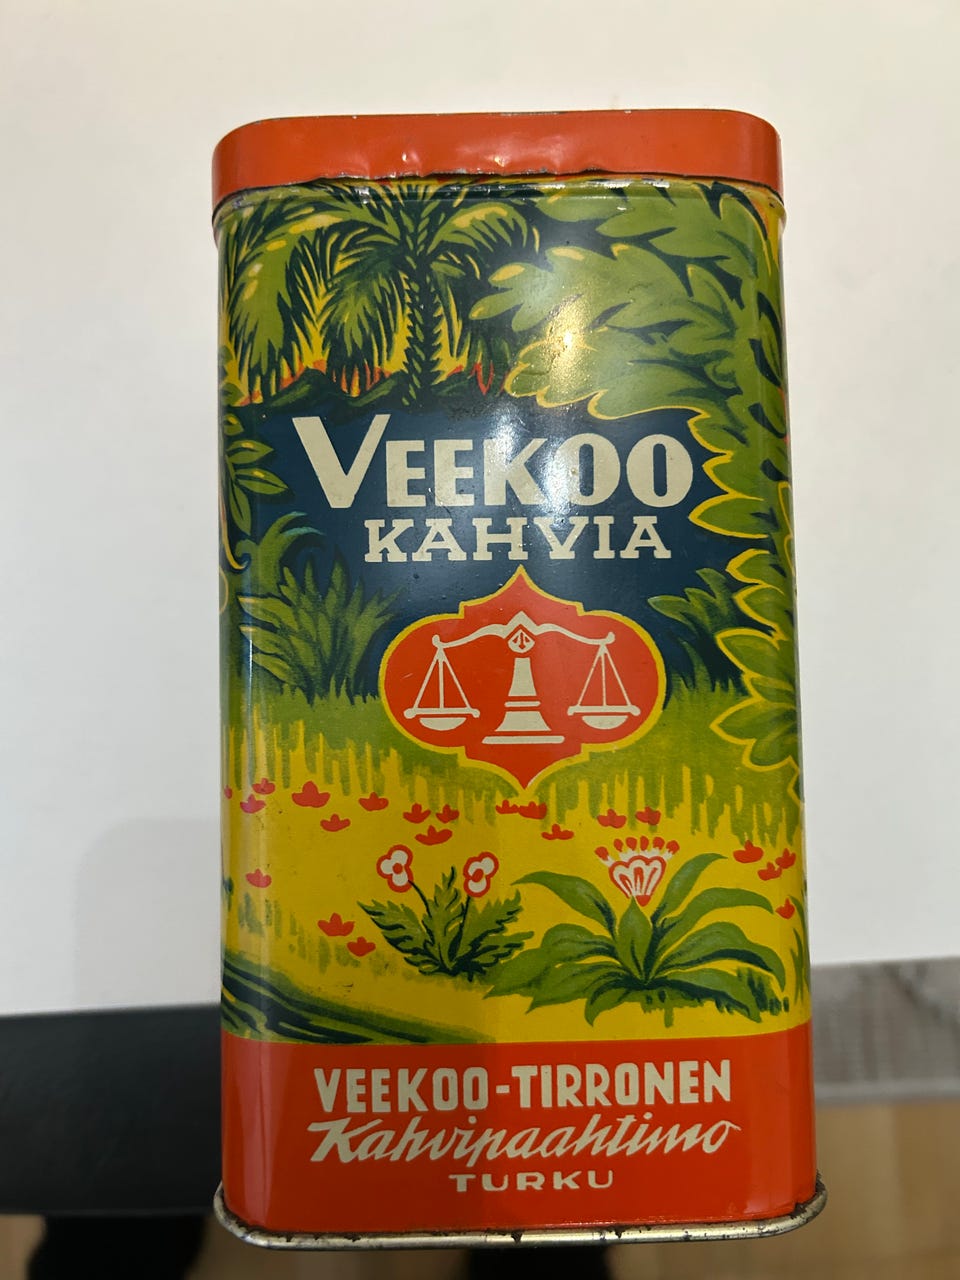 VEEKOO
KAHVIA
VEEKOO-TIRRONEN
Kahvipaahtimo
TURKU